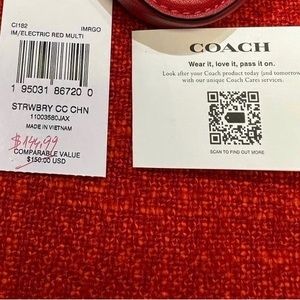 CI182 IMRGO
IM/ELECTRIC RED MULTI
1 95031 86720 0
STRWBRY CC CHN
11003580JAX
MADE IN VIETNAM
$144,99
COMPARABLE VALUE
$150.00 USD
COACH
Wear it, love it, pass it on.
Look after your Coach product today (and tomorrow)
with our unique Coach Cares services.
SCAN TO FIND OUT MORE